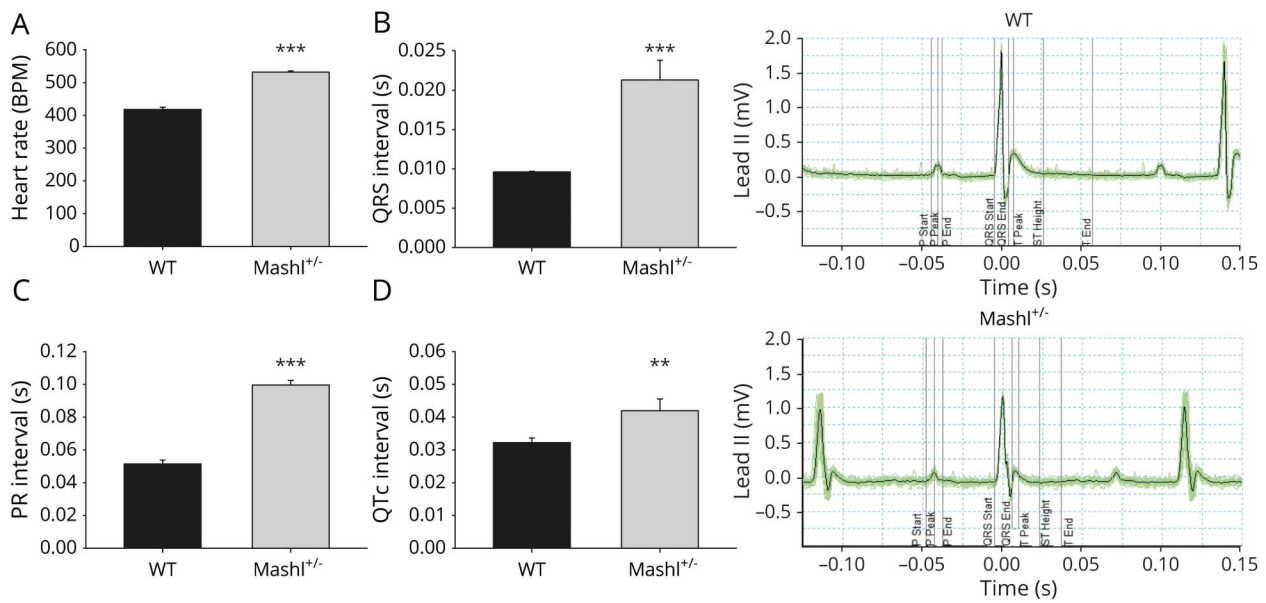 A
Heart rate (BPM)
600
500
400
300
200
100
0
***
WT
Mashl+/-
B
QRS interval (s)
0.025
0.020
0.015
0.010
0.005
0.000
***
WT
Mashl+/-
WT
Lead II (mV)
2.0
1.5
1.0
0.5
0.0
−0.5
P Start
P Peak
P End
QRS Start
QRS End
T Peak
ST Height
T End
−0.10
−0.05
0.00
0.05
0.10
0.15
Time (s)
C
PR interval (s)
0.12
0.10
0.08
0.06
0.04
0.02
0.00
***
WT
Mashl+/-
D
QTc interval (s)
0.06
0.05
0.04
0.03
0.02
0.01
0.00
**
WT
Mashl+/-
Mashl+/-
Lead II (mV)
2.0
1.5
1.0
0.5
0.0
−0.5
P Start
P Peak
P End
QRS Start
QRS End
T Peak
ST Height
T End
−0.10
−0.05
0.00
0.05
0.10
0.15
Time (s)